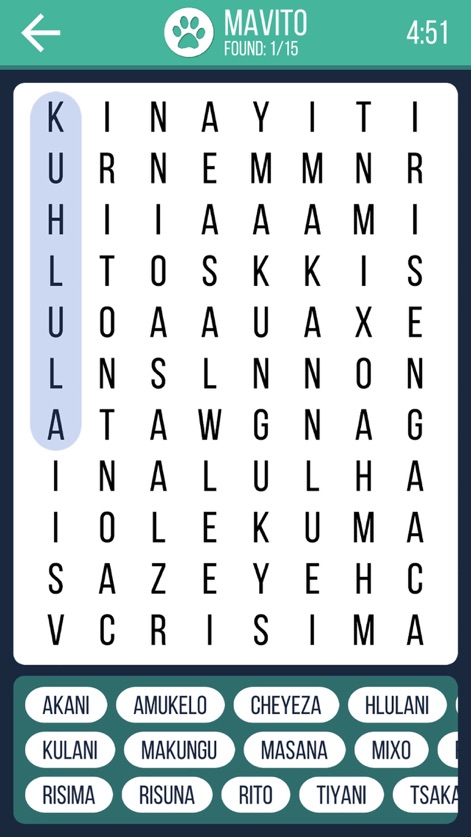 MAVITO
FOUND: 1/15
4:51
K I N A Y I T I
U R N E M M N R
H I I A A A M I
L T O S K K I S
U O A A U A X E
L N S L N N O N
A T A W G N A G
I N A L U L H A
I O L E K U M A
S A Z E Y E H C
V C R I S I M A
AKANI AMUKELO CHEYEZA HLULANI
KULANI MAKUNGU MASANA MIXO
RISIMA RISUNA RITO TIYANI TSAKA